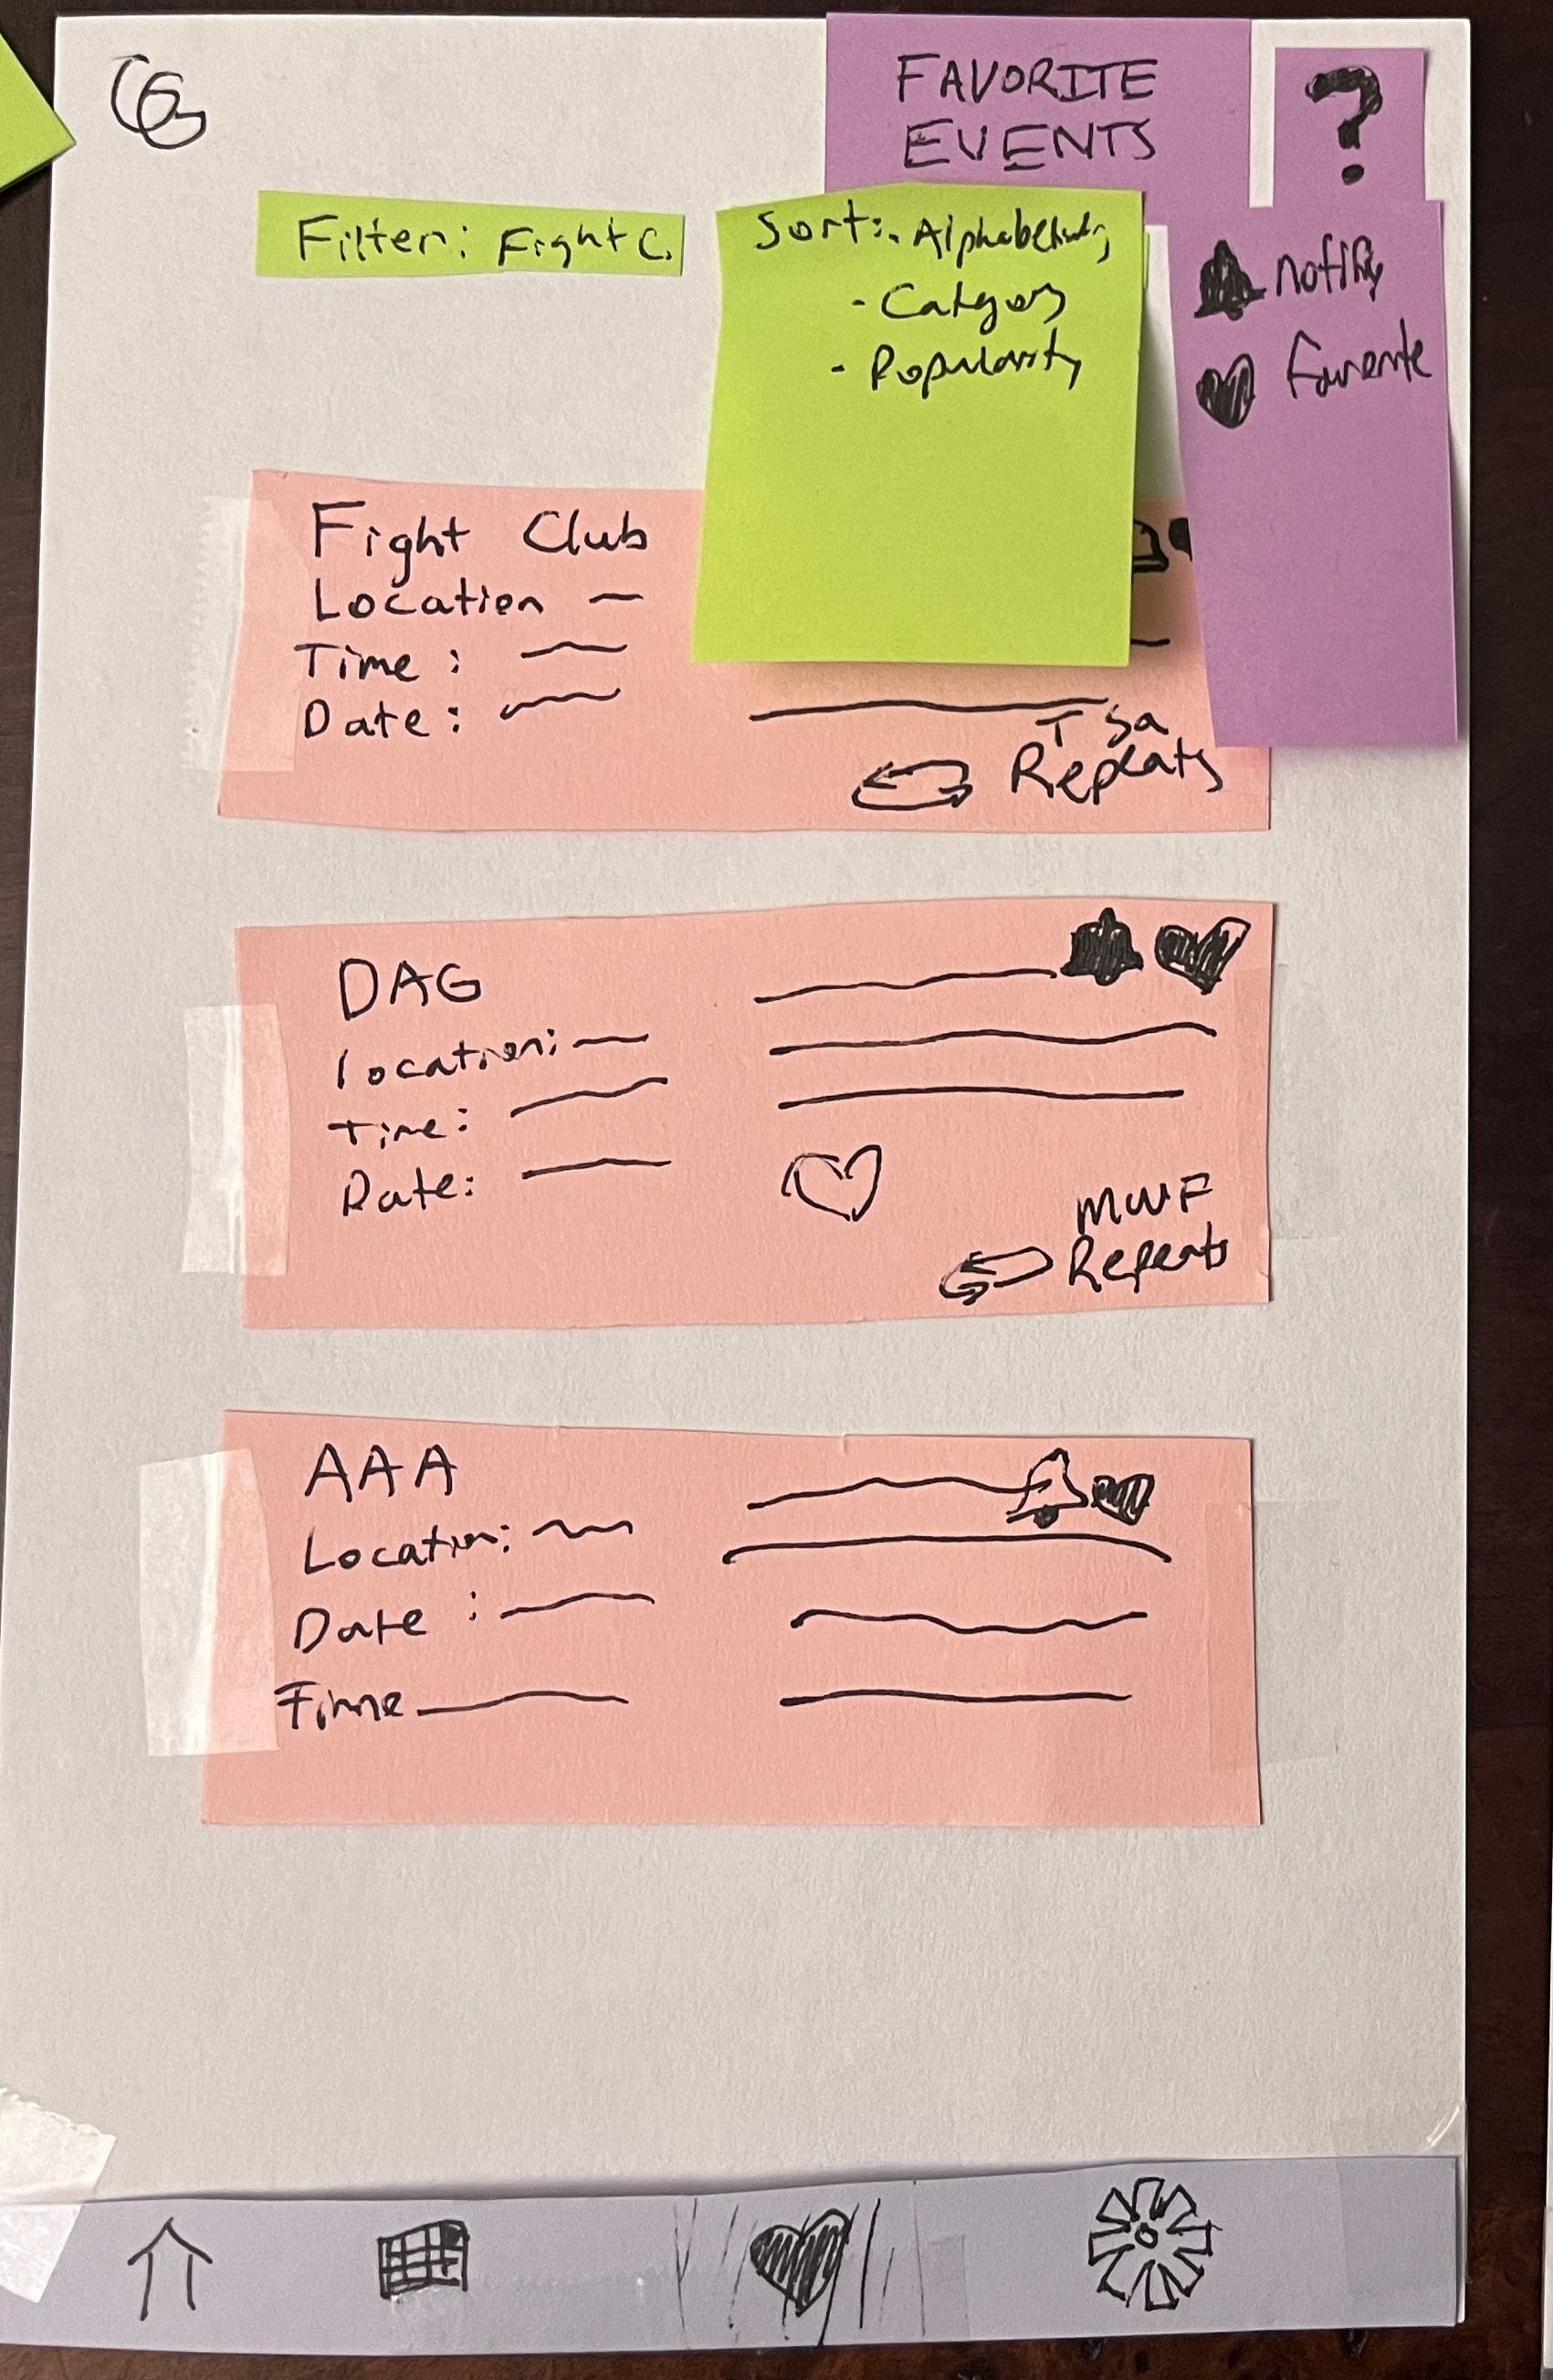 CG
FAVORITE
EVENTS
?
Filter: Fight C.
Sort: - Alphabetically
- Category
- Popularity
notify
Favorite
Fight Club
Location
Time :
Date :
T Sa
Repeats
DAG
Location:
Time:
Date:
MWF
Repeats
AAA
Location:
Date :
Time